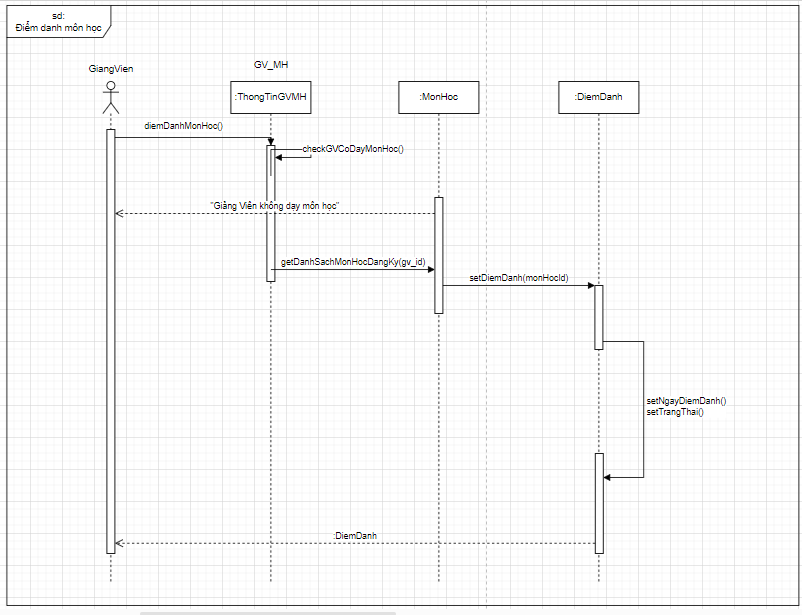 sd:
Điểm danh môn học
GiangVien
GV_MH
:ThongTinGVMH
:MonHoc
:DiemDanh
diemDanhMonHoc()
checkGVCoDayMonHoc()
"Giảng Viên không dạy môn học"
getDanhSachMonHocDangKy(gv_id)
setDiemDanh(monHocId)
setNgayDiemDanh()
setTrangThai()
:DiemDanh